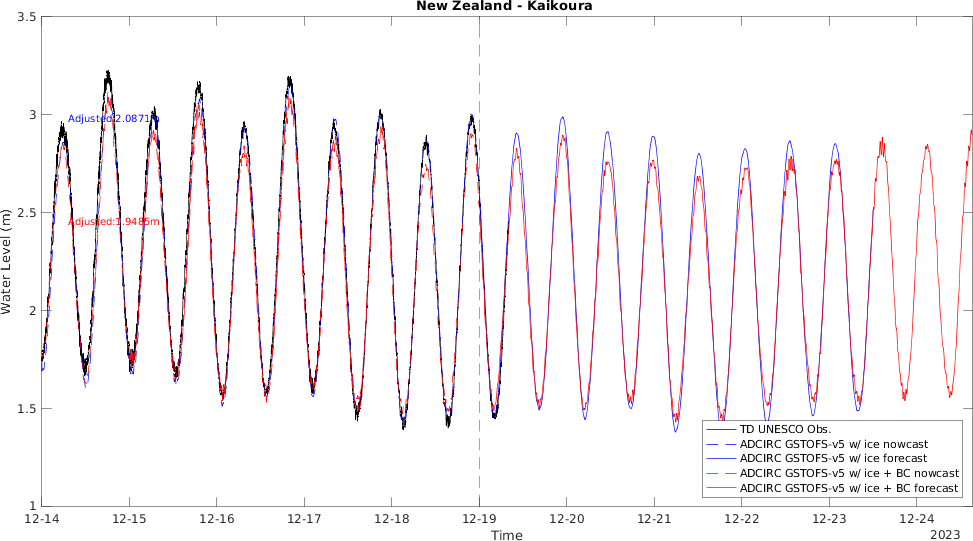 New Zealand - Kaikoura
3.5
3
2.5
2
1.5
1
Water Level (m)
Adjusted:2.0871m
Adjusted:1.9485m
TD UNESCO Obs.
ADCIRC GSTOFS-v5 w/ ice nowcast
ADCIRC GSTOFS-v5 w/ ice forecast
ADCIRC GSTOFS-v5 w/ ice + BC nowcast
ADCIRC GSTOFS-v5 w/ ice + BC forecast
12-14 12-15 12-16 12-17 12-18 12-19 12-20 12-21 12-22 12-23 12-24
Time
2023